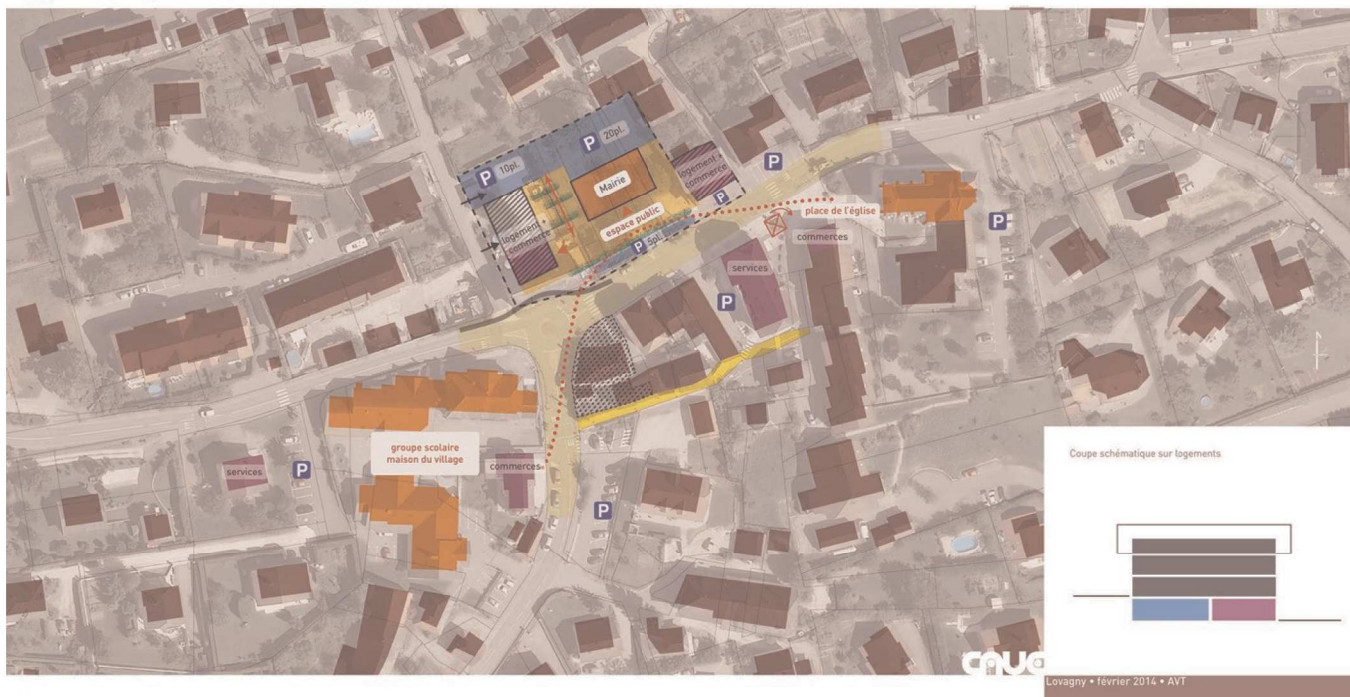 P 20pl.
P 10pl.
Mairie
logement +
commerce
P
P
logement +
commerce
espace public
P 5pl.
place de l'église
commerces
P
services
P
groupe scolaire
maison du village
commerces
services
P
P
Coupe schématique sur logements
caue
Lovagny • février 2014 • AVT